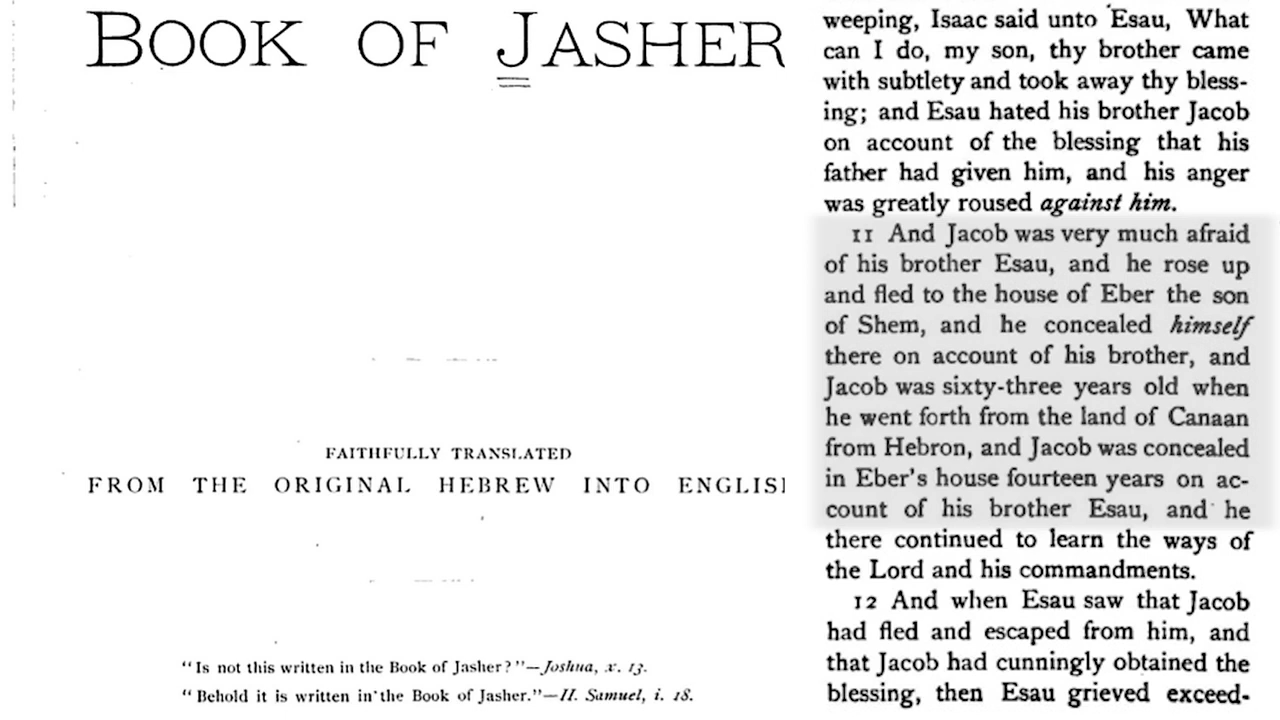 BOOK OF JASHER
FAITHFULLY TRANSLATED
FROM THE ORIGINAL HEBREW INTO ENGLIS
"Is not this written in the Book of Jasher?"—Joshua, x. 13.
"Behold it is written in the Book of Jasher."—II. Samuel, i. 18.
weeping, Isaac said unto Esau, What
can I do, my son, thy brother came
with subtlety and took away thy bless-
ing; and Esau hated his brother Jacob
on account of the blessing that his
father had given him, and his anger
was greatly roused against him.
11 And Jacob was very much afraid
of his brother Esau, and he rose up
and fled to the house of Eber the son
of Shem, and he concealed himself
there on account of his brother, and
Jacob was sixty-three years old when
he went forth from the land of Canaan
from Hebron, and Jacob was concealed
in Eber's house fourteen years on ac-
count of his brother Esau, and he
there continued to learn the ways of
the Lord and his commandments.
12 And when Esau saw that Jacob
had fled and escaped from him, and
that Jacob had cunningly obtained the
blessing, then Esau grieved exceed-